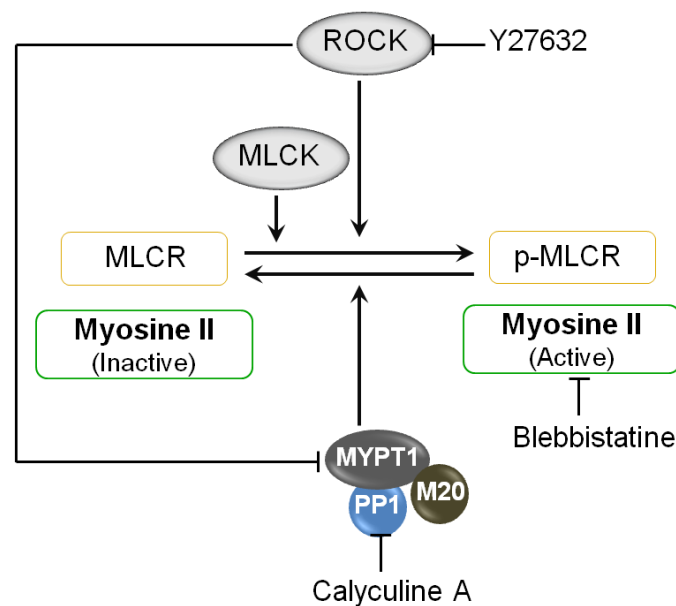 ROCK
Y27632
MLCK
MLCR
p-MLCR
Myosine II
(Inactive)
Myosine II
(Active)
Blebbistatine
MYPT1
M20
PP1
Calyculine A